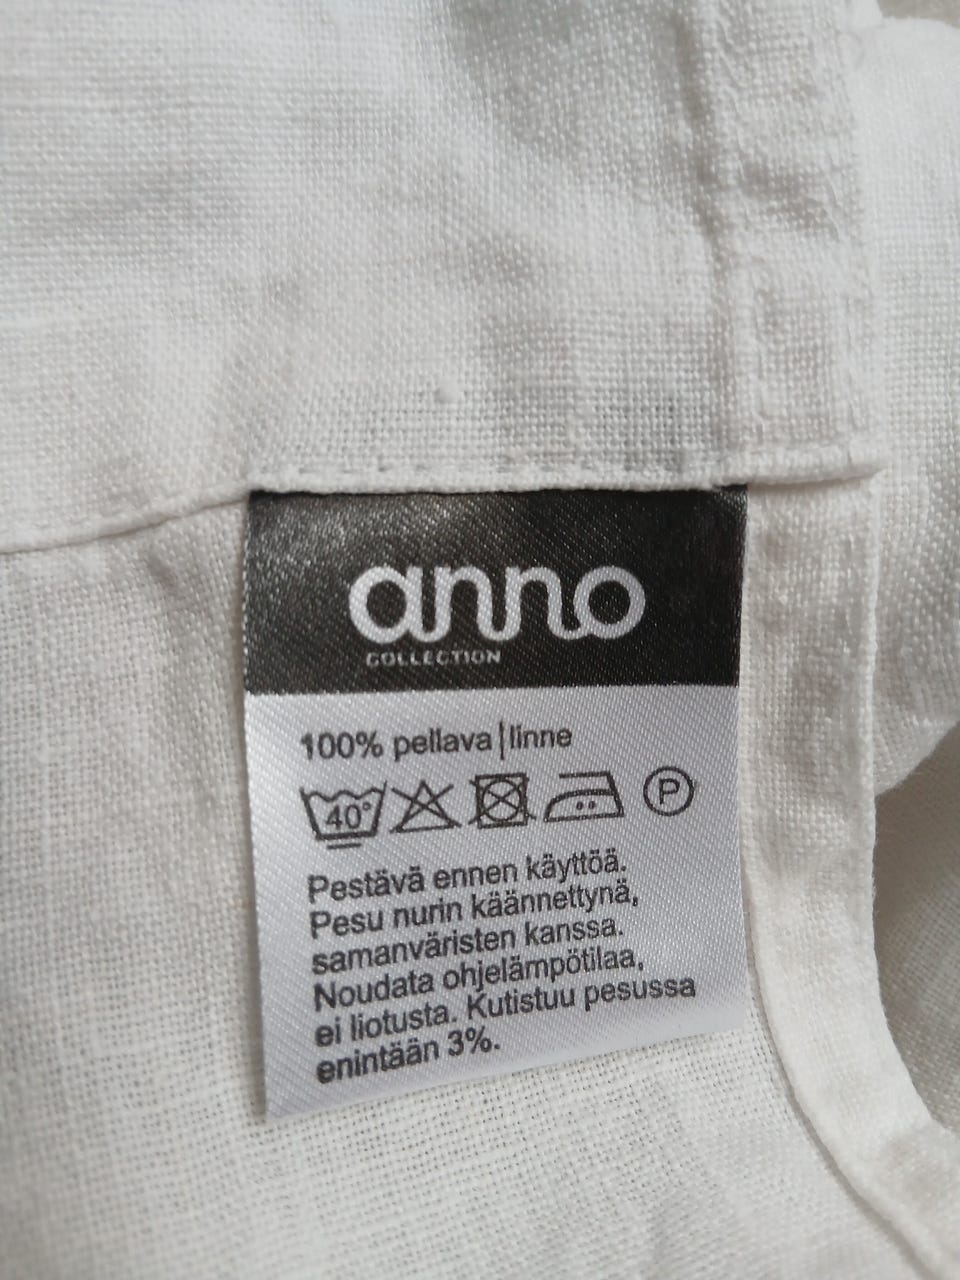 anno
COLLECTION
100% pellava|linne
40°
P
Pestävä ennen käyttöä.
Pesu nurin käännettynä,
samanväristen kanssa.
Noudata ohjelämpötilaa,
ei liotusta. Kutistuu pesussa
enintään 3%.